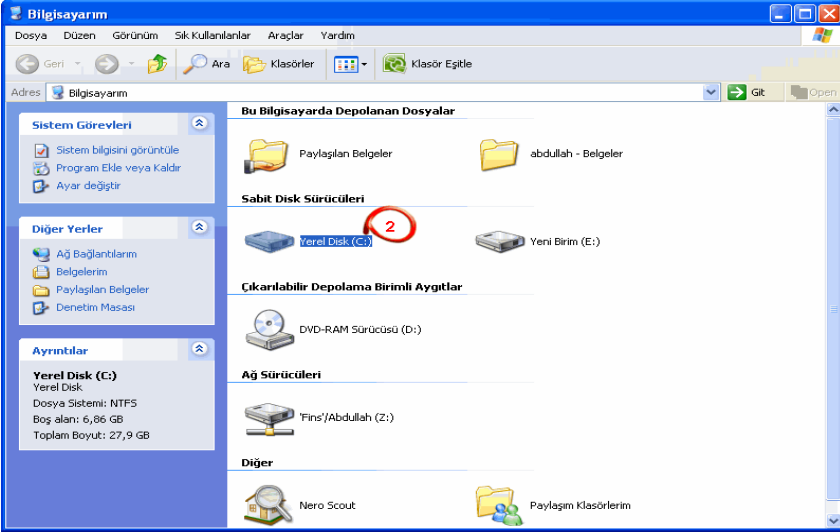 Bilgisayarım
Dosya Düzen Görünüm Sık Kullanılanlar Araçlar Yardım
Geri Ara Klasörler Klasör Eşitle
Adres Bilgisayarım Git Open
Sistem Görevleri
Sistem bilgisini görüntüle
Program Ekle veya Kaldır
Ayar değiştir
Diğer Yerler
Ağ Bağlantılarım
Belgelerim
Paylaşılan Belgeler
Denetim Masası
Ayrıntılar
Yerel Disk (C:)
Yerel Disk
Dosya Sistemi: NTFS
Boş alan: 6,86 GB
Toplam Boyut: 27,9 GB
Bu Bilgisayarda Depolanan Dosyalar
Paylaşılan Belgeler
abdullah - Belgeler
Sabit Disk Sürücüleri
2
Yerel Disk (C:)
Yeni Birim (E:)
Çıkarılabilir Depolama Birimli Aygıtlar
DVD-RAM Sürücüsü (D:)
Ağ Sürücüleri
'Fins'/Abdullah (Z:)
Diğer
Nero Scout
Paylaşım Klasörlerim